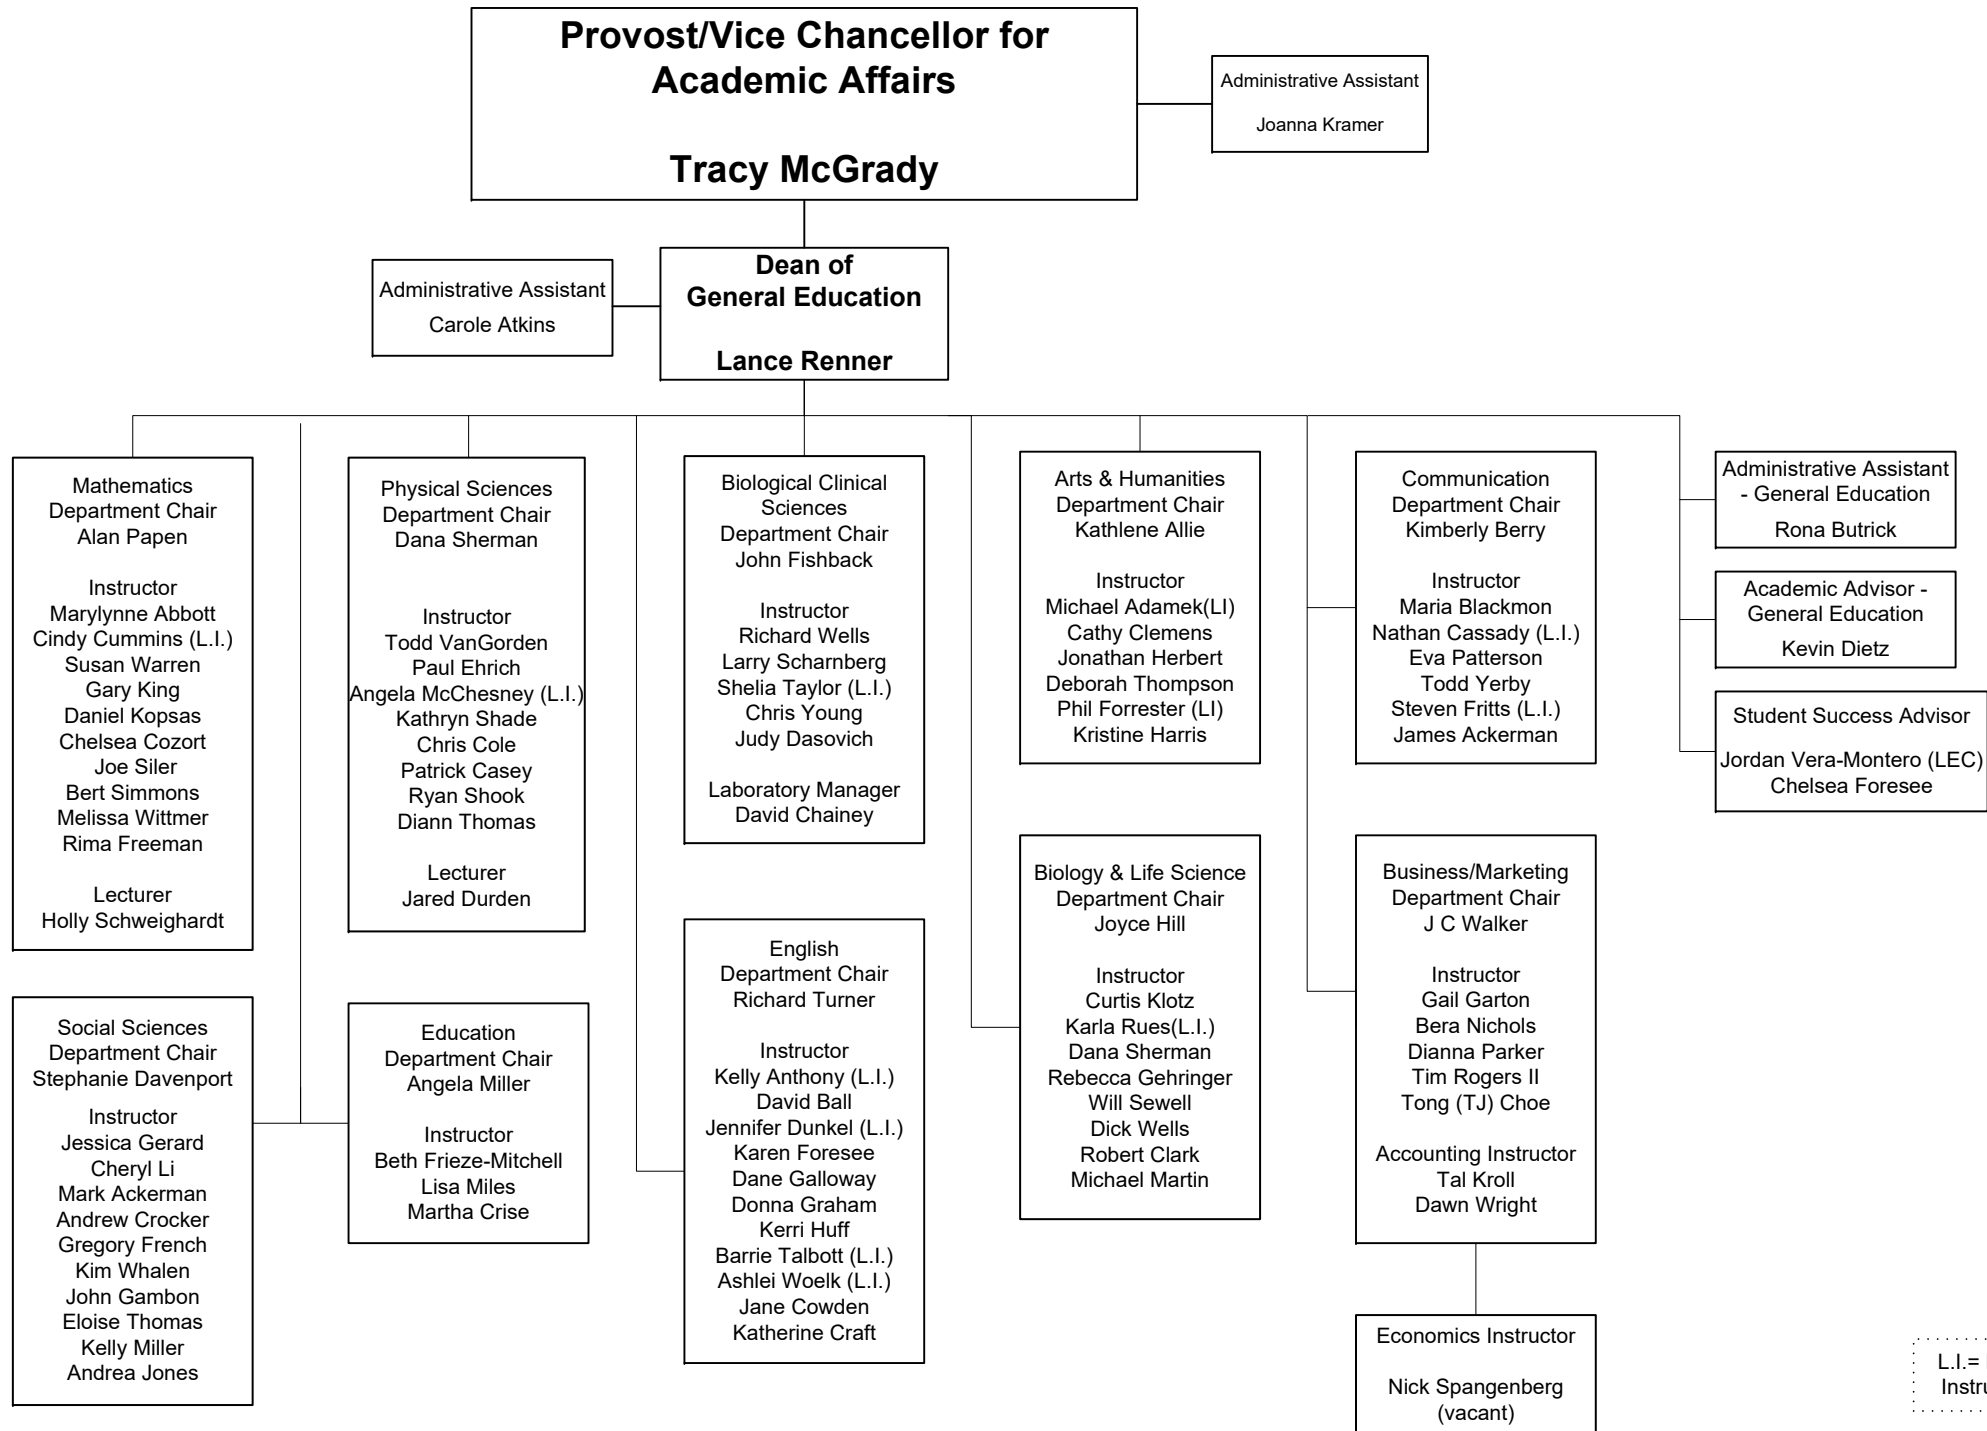 Provost/Vice Chancellor for
Academic Affairs
Tracy McGrady
Administrative Assistant
Joanna Kramer
Administrative Assistant
Carole Atkins
Dean of
General Education
Lance Renner
Mathematics
Department Chair
Alan Papen
Instructor
Marylynne Abbott
Cindy Cummins (L.I.)
Susan Warren
Gary King
Daniel Kopsas
Chelsea Cozort
Joe Siler
Bert Simmons
Melissa Wittmer
Rima Freeman
Lecturer
Holly Schweighardt
Physical Sciences
Department Chair
Dana Sherman
Instructor
Todd VanGorden
Paul Ehrich
Angela McChesney (L.I.)
Kathryn Shade
Chris Cole
Patrick Casey
Ryan Shook
Diann Thomas
Lecturer
Jared Durden
Biological Clinical
Sciences
Department Chair
John Fishback
Instructor
Richard Wells
Larry Scharnberg
Shelia Taylor (L.I.)
Chris Young
Judy Dasovich
Laboratory Manager
David Chainey
Arts & Humanities
Department Chair
Kathlene Allie
Instructor
Michael Adamek(LI)
Cathy Clemens
Jonathan Herbert
Deborah Thompson
Phil Forrester (LI)
Kristine Harris
Communication
Department Chair
Kimberly Berry
Instructor
Maria Blackmon
Nathan Cassady (L.I.)
Eva Patterson
Todd Yerby
Steven Fritts (L.I.)
James Ackerman
Administrative Assistant
- General Education
Rona Butrick
Academic Advisor -
General Education
Kevin Dietz
Student Success Advisor
Jordan Vera-Montero (LEC)
Chelsea Foresee
Social Sciences
Department Chair
Stephanie Davenport
Instructor
Jessica Gerard
Cheryl Li
Mark Ackerman
Andrew Crocker
Gregory French
Kim Whalen
John Gambon
Eloise Thomas
Kelly Miller
Andrea Jones
Education
Department Chair
Angela Miller
Instructor
Beth Frieze-Mitchell
Lisa Miles
Martha Crise
English
Department Chair
Richard Turner
Instructor
Kelly Anthony (L.I.)
David Ball
Jennifer Dunkel (L.I.)
Karen Foresee
Dane Galloway
Donna Graham
Kerri Huff
Barrie Talbott (L.I.)
Ashlei Woelk (L.I.)
Jane Cowden
Katherine Craft
Biology & Life Science
Department Chair
Joyce Hill
Instructor
Curtis Klotz
Karla Rues(L.I.)
Dana Sherman
Rebecca Gehringer
Will Sewell
Dick Wells
Robert Clark
Michael Martin
Business/Marketing
Department Chair
J C Walker
Instructor
Gail Garton
Bera Nichols
Dianna Parker
Tim Rogers II
Tong (TJ) Choe
Accounting Instructor
Tal Kroll
Dawn Wright
Economics Instructor
Nick Spangenberg
(vacant)
L.I.=